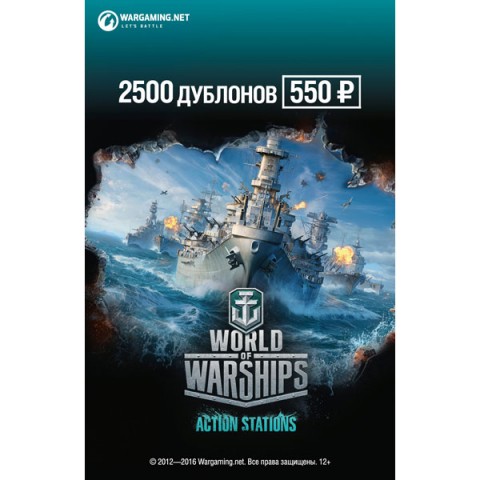 WARGAMING.NET
LET'S BATTLE
2500 ДУБЛОНОВ 550 ₽
WORLD
OF
WARSHIPS
ACTION STATIONS
© 2012—2016 Wargaming.net. Все права защищены. 12+